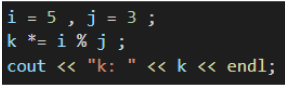 i = 5 , j = 3 ;
k *= i % j ;
cout << "k: " << k << endl;